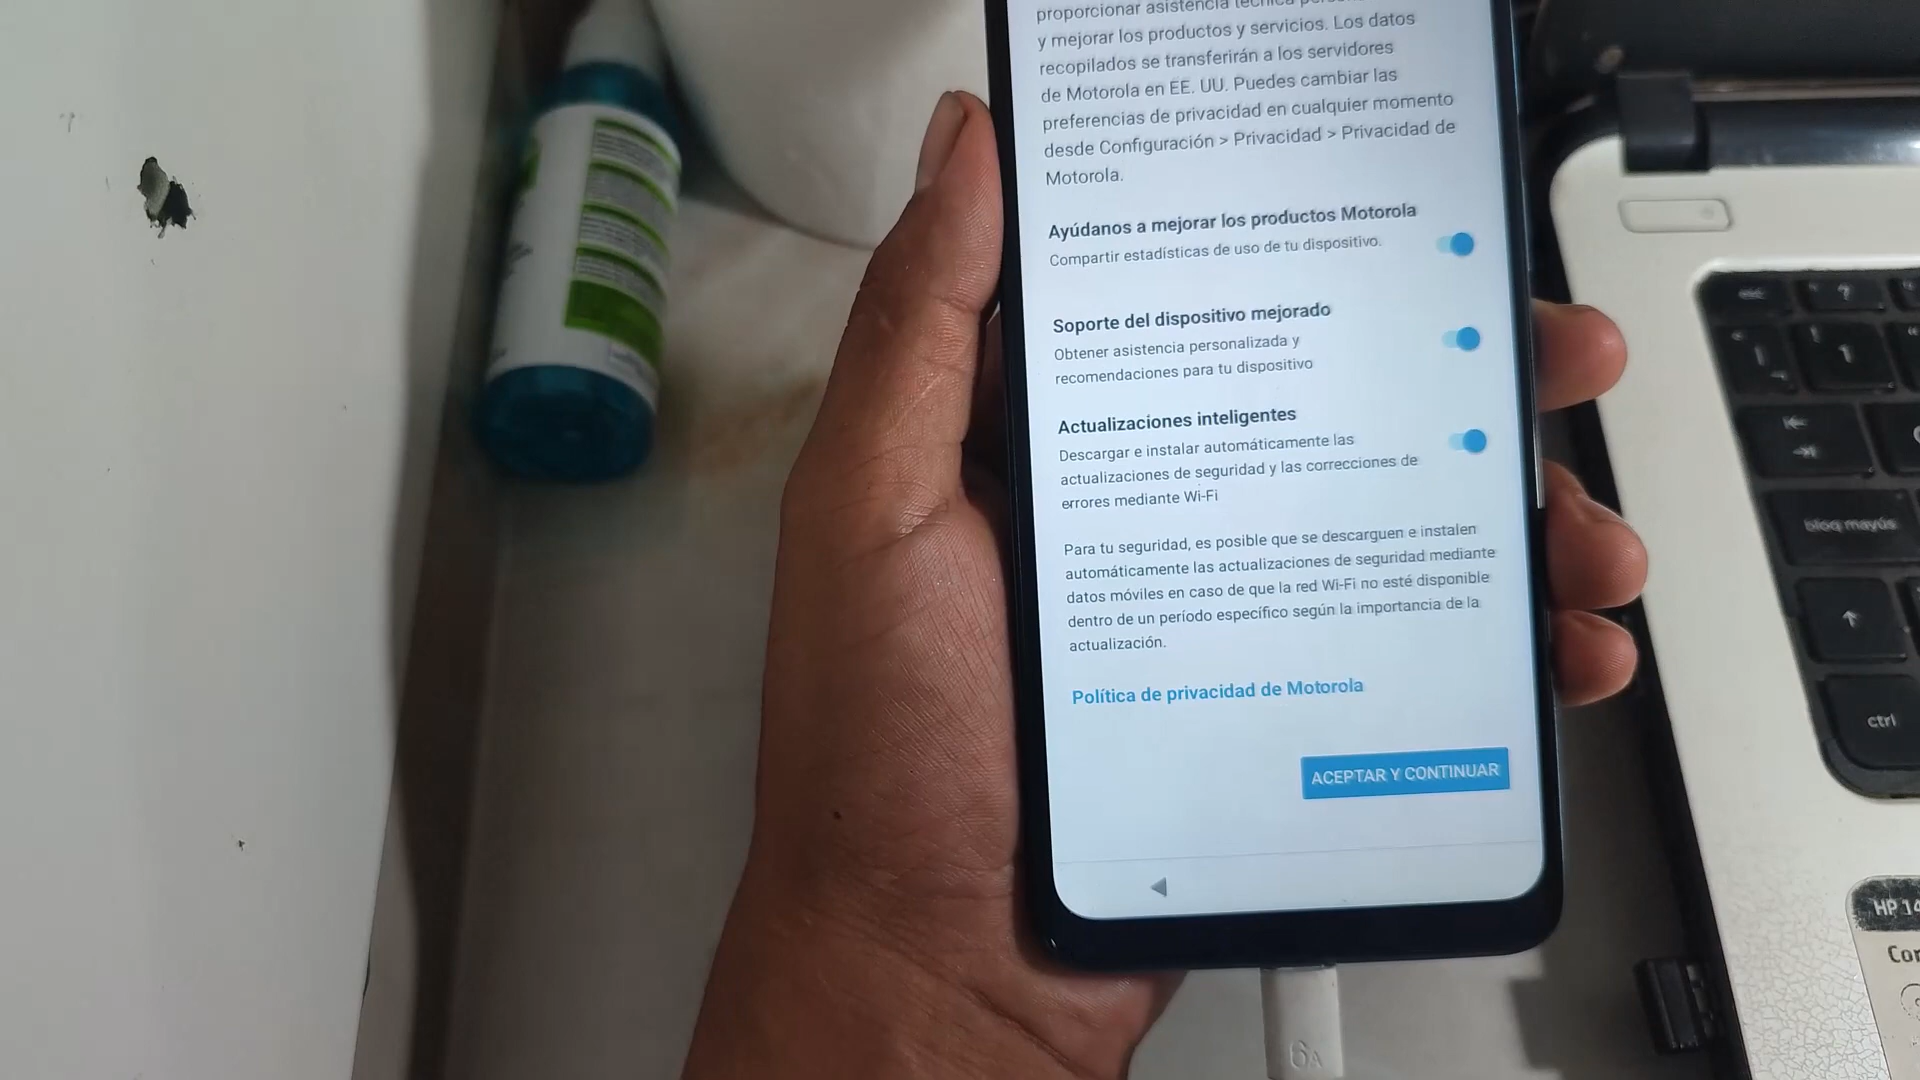 proporcionar asistencia técnica
y mejorar los productos y servicios. Los datos
recopilados se transferirán a los servidores
de Motorola en EE. UU. Puedes cambiar las
preferencias de privacidad en cualquier momento
desde Configuración > Privacidad > Privacidad de
Motorola.
Ayúdanos a mejorar los productos Motorola
Compartir estadísticas de uso de tu dispositivo.
Soporte del dispositivo mejorado
Obtener asistencia personalizada y
recomendaciones para tu dispositivo
Actualizaciones inteligentes
Descargar e instalar automáticamente las
actualizaciones de seguridad y las correcciones de
errores mediante Wi-Fi
Para tu seguridad, es posible que se descarguen e instalen
automáticamente las actualizaciones de seguridad mediante
datos móviles en caso de que la red Wi-Fi no esté disponible
dentro de un período específico según la importancia de la
actualización.
Política de privacidad de Motorola
ACEPTAR Y CONTINUAR
6A
esc
?
1
bloq mayús
ctrl
HP 14